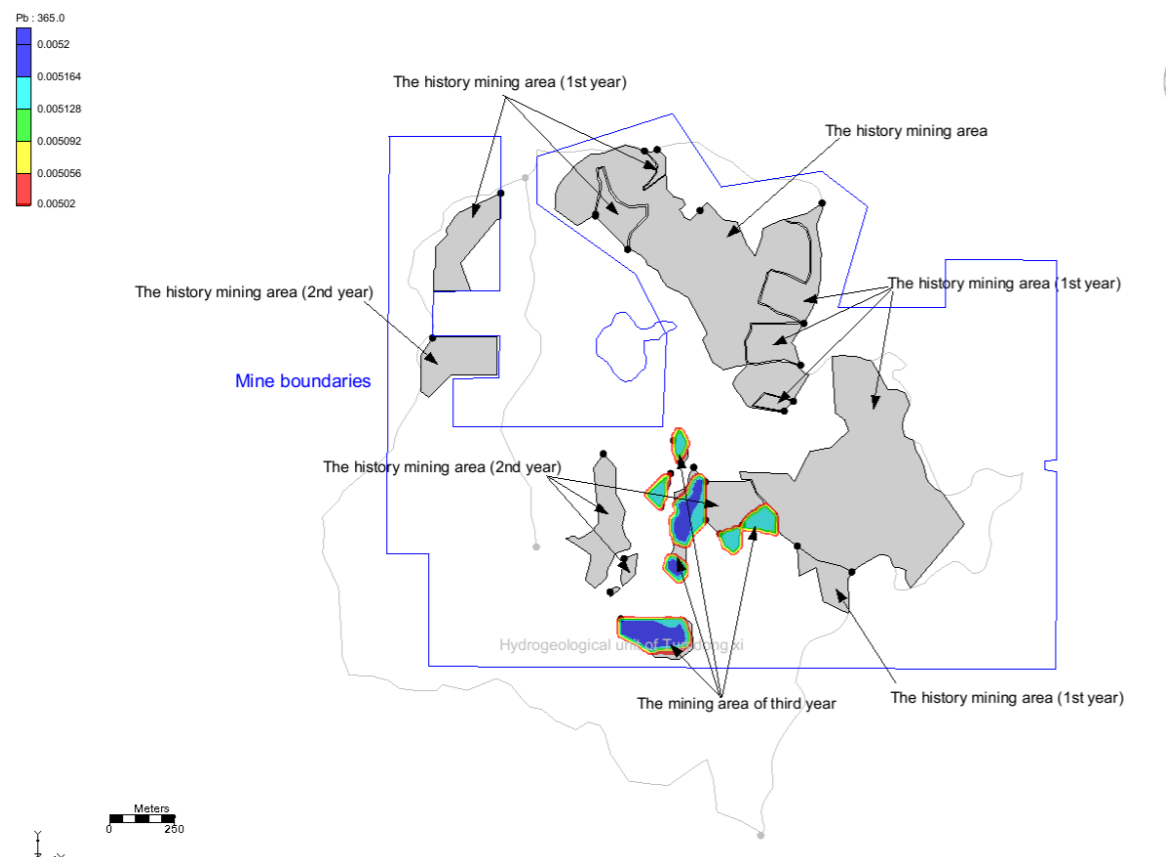 Pb : 365.0
0.0052
0.005164
0.005128
0.005092
0.005056
0.00502
The history mining area (1st year)
The history mining area
The history mining area (1st year)
The history mining area (2nd year)
Mine boundaries
The history mining area (2nd year)
Hydrogeological unit of xi
The mining area of third year
The history mining area (1st year)
Meters
0
250
Y